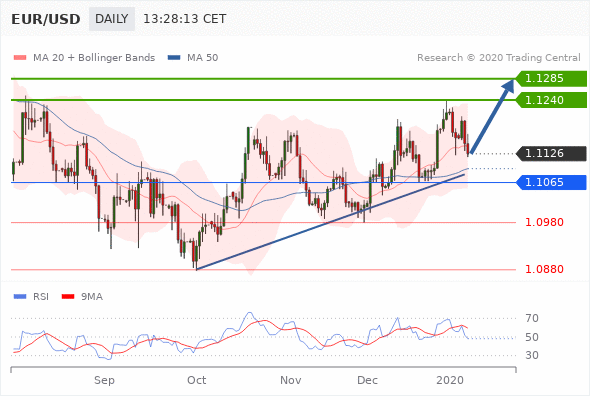 EUR/USD DAILY 13:28:13 CET
MA 20 + Bollinger Bands MA 50 Research © 2020 Trading Central
1.1285
1.1240
1.1126
1.1065
1.0980
1.0880
RSI 9MA
70
50
30
Sep Oct Nov Dec 2020